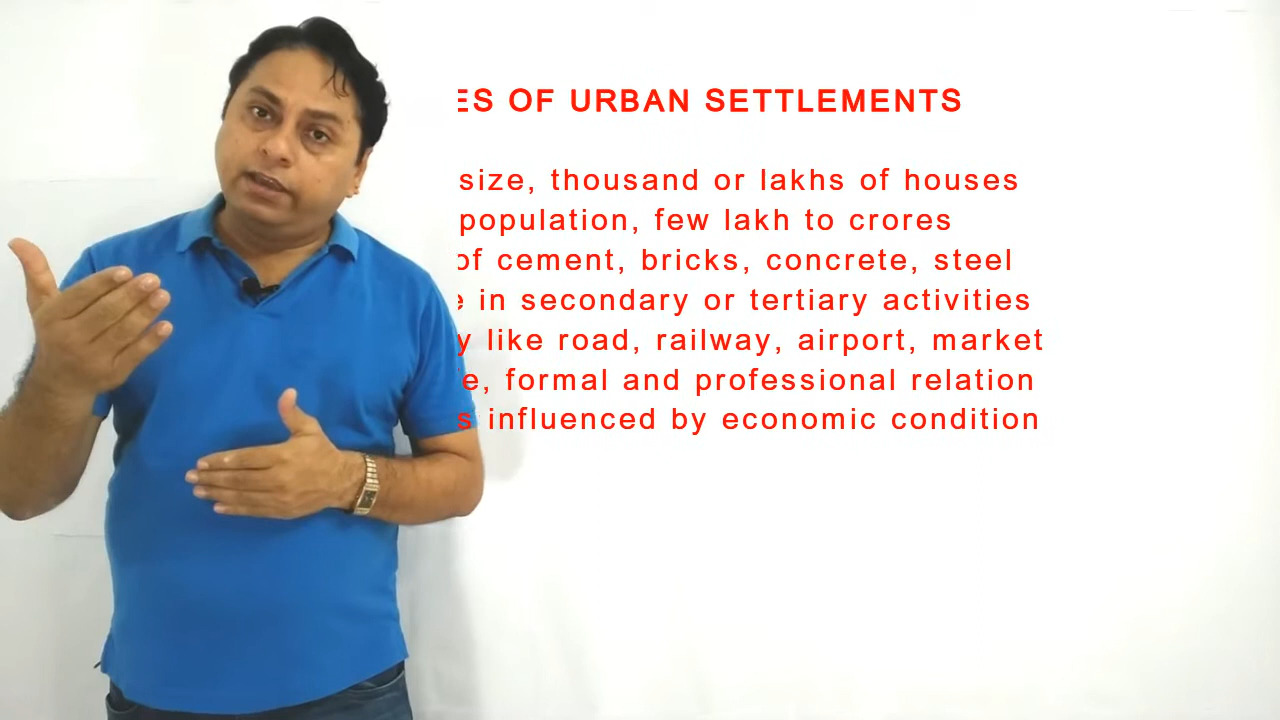 ES OF URBAN SETTLEMENTS
size, thousand or lakhs of houses
population, few lakh to crores
of cement, bricks, concrete, steel
in secondary or tertiary activities
like road, railway, airport, market
formal and professional relation
influenced by economic condition